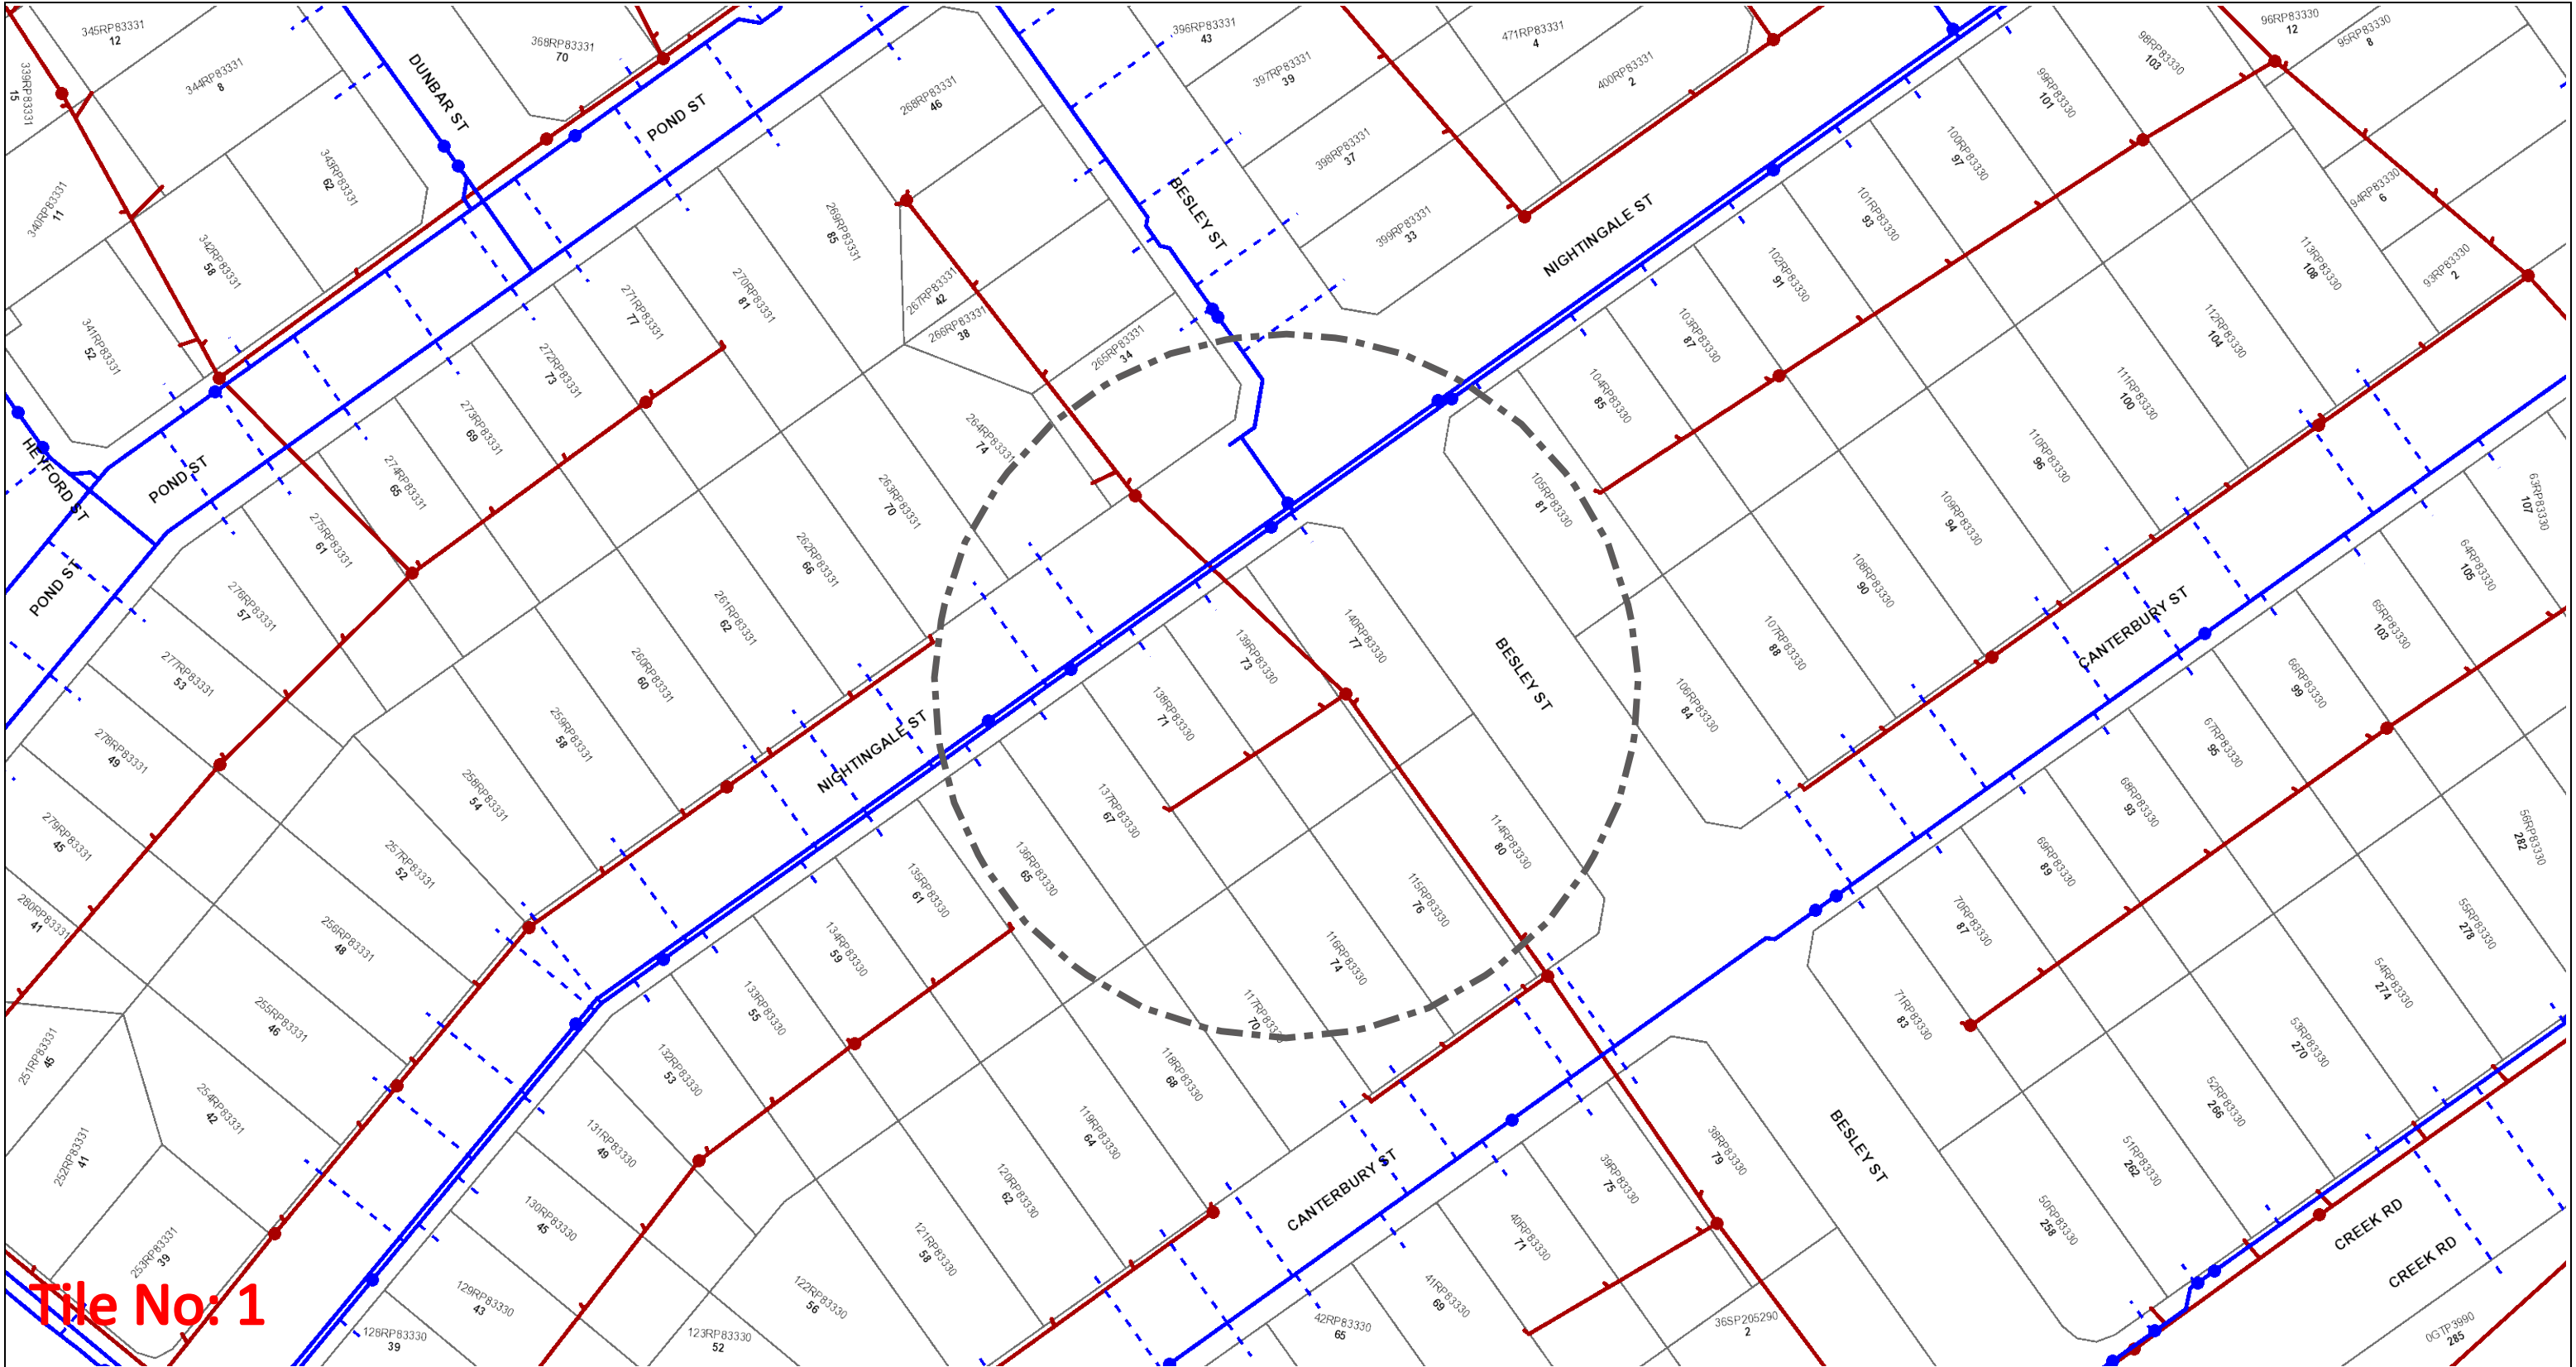 345RP83331
12
344RP83331
8
339RP83331
15
DUNBAR ST
368RP83331
70
POND ST
268RP83331
46
396RP83331
43
397RP83331
39
398RP83331
37
399RP83331
33
BESLEY ST
471RP83331
4
400RP83331
2
NIGHTINGALE ST
96RP83330
12
95RP83330
8
98RP83330
103
99RP83330
101
100RP83330
97
101RP83330
93
102RP83330
91
103RP83330
87
104RP83330
85
105RP83330
81
94RP83330
6
93RP83330
2
113RP83330
108
112RP83330
104
111RP83330
100
110RP83330
96
109RP83330
94
108RP83330
90
107RP83330
88
106RP83330
84
340RP83331
11
343RP83331
62
342RP83331
58
341RP83331
52
269RP83331
85
270RP83331
81
271RP83331
77
272RP83331
73
273RP83331
69
274RP83331
65
275RP83331
61
276RP83331
57
277RP83331
53
278RP83331
49
279RP83331
45
280RP83331
41
267RP83331
42
266RP83331
38
265RP83331
34
264RP83331
74
263RP83331
70
262RP83331
66
261RP83331
62
260RP83331
60
259RP83331
58
258RP83331
54
257RP83331
52
256RP83331
48
255RP83331
46
254RP83331
42
253RP83331
39
252RP83331
41
251RP83331
45
HEYFORD ST
POND ST
POND ST
NIGHTINGALE ST
140RP83330
77
139RP83330
73
138RP83330
71
137RP83330
67
136RP83330
65
135RP83330
61
134RP83330
59
133RP83330
55
132RP83330
53
131RP83330
49
130RP83330
45
129RP83330
43
128RP83330
39
BESLEY ST
114RP83330
80
115RP83330
76
116RP83330
74
117RP83330
70
118RP83330
68
119RP83330
64
120RP83330
62
121RP83330
58
122RP83330
56
123RP83330
52
CANTERBURY ST
CANTERBURY ST
63RP83330
107
64RP83330
105
65RP83330
103
66RP83330
99
67RP83330
95
68RP83330
93
69RP83330
89
70RP83330
87
71RP83330
83
56RP83330
282
55RP83330
278
54RP83330
274
53RP83330
270
52RP83330
266
51RP83330
262
50RP83330
258
BESLEY ST
38RP83330
79
39RP83330
75
40RP83330
71
41RP83330
69
42RP83330
65
36SP205290
2
CREEK RD
CREEK RD
0GTP3990
285
Tile No: 1